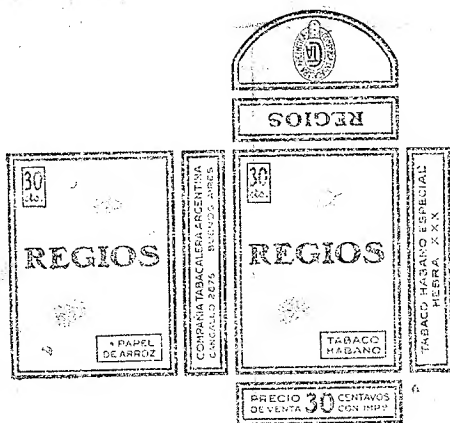 REGIOS
30
cts.
REGIOS
PAPEL
DE ARROZ
COMPAÑIA TABACALERA ARGENTINA
CANGALLO 2675 BUENOS AIRES
30
cts.
REGIOS
TABACO
HABANO
TABACO HABANO ESPECIAL
HEBRA XXX
PRECIO
DE VENTA
30
CENTAVOS
CON IMPº